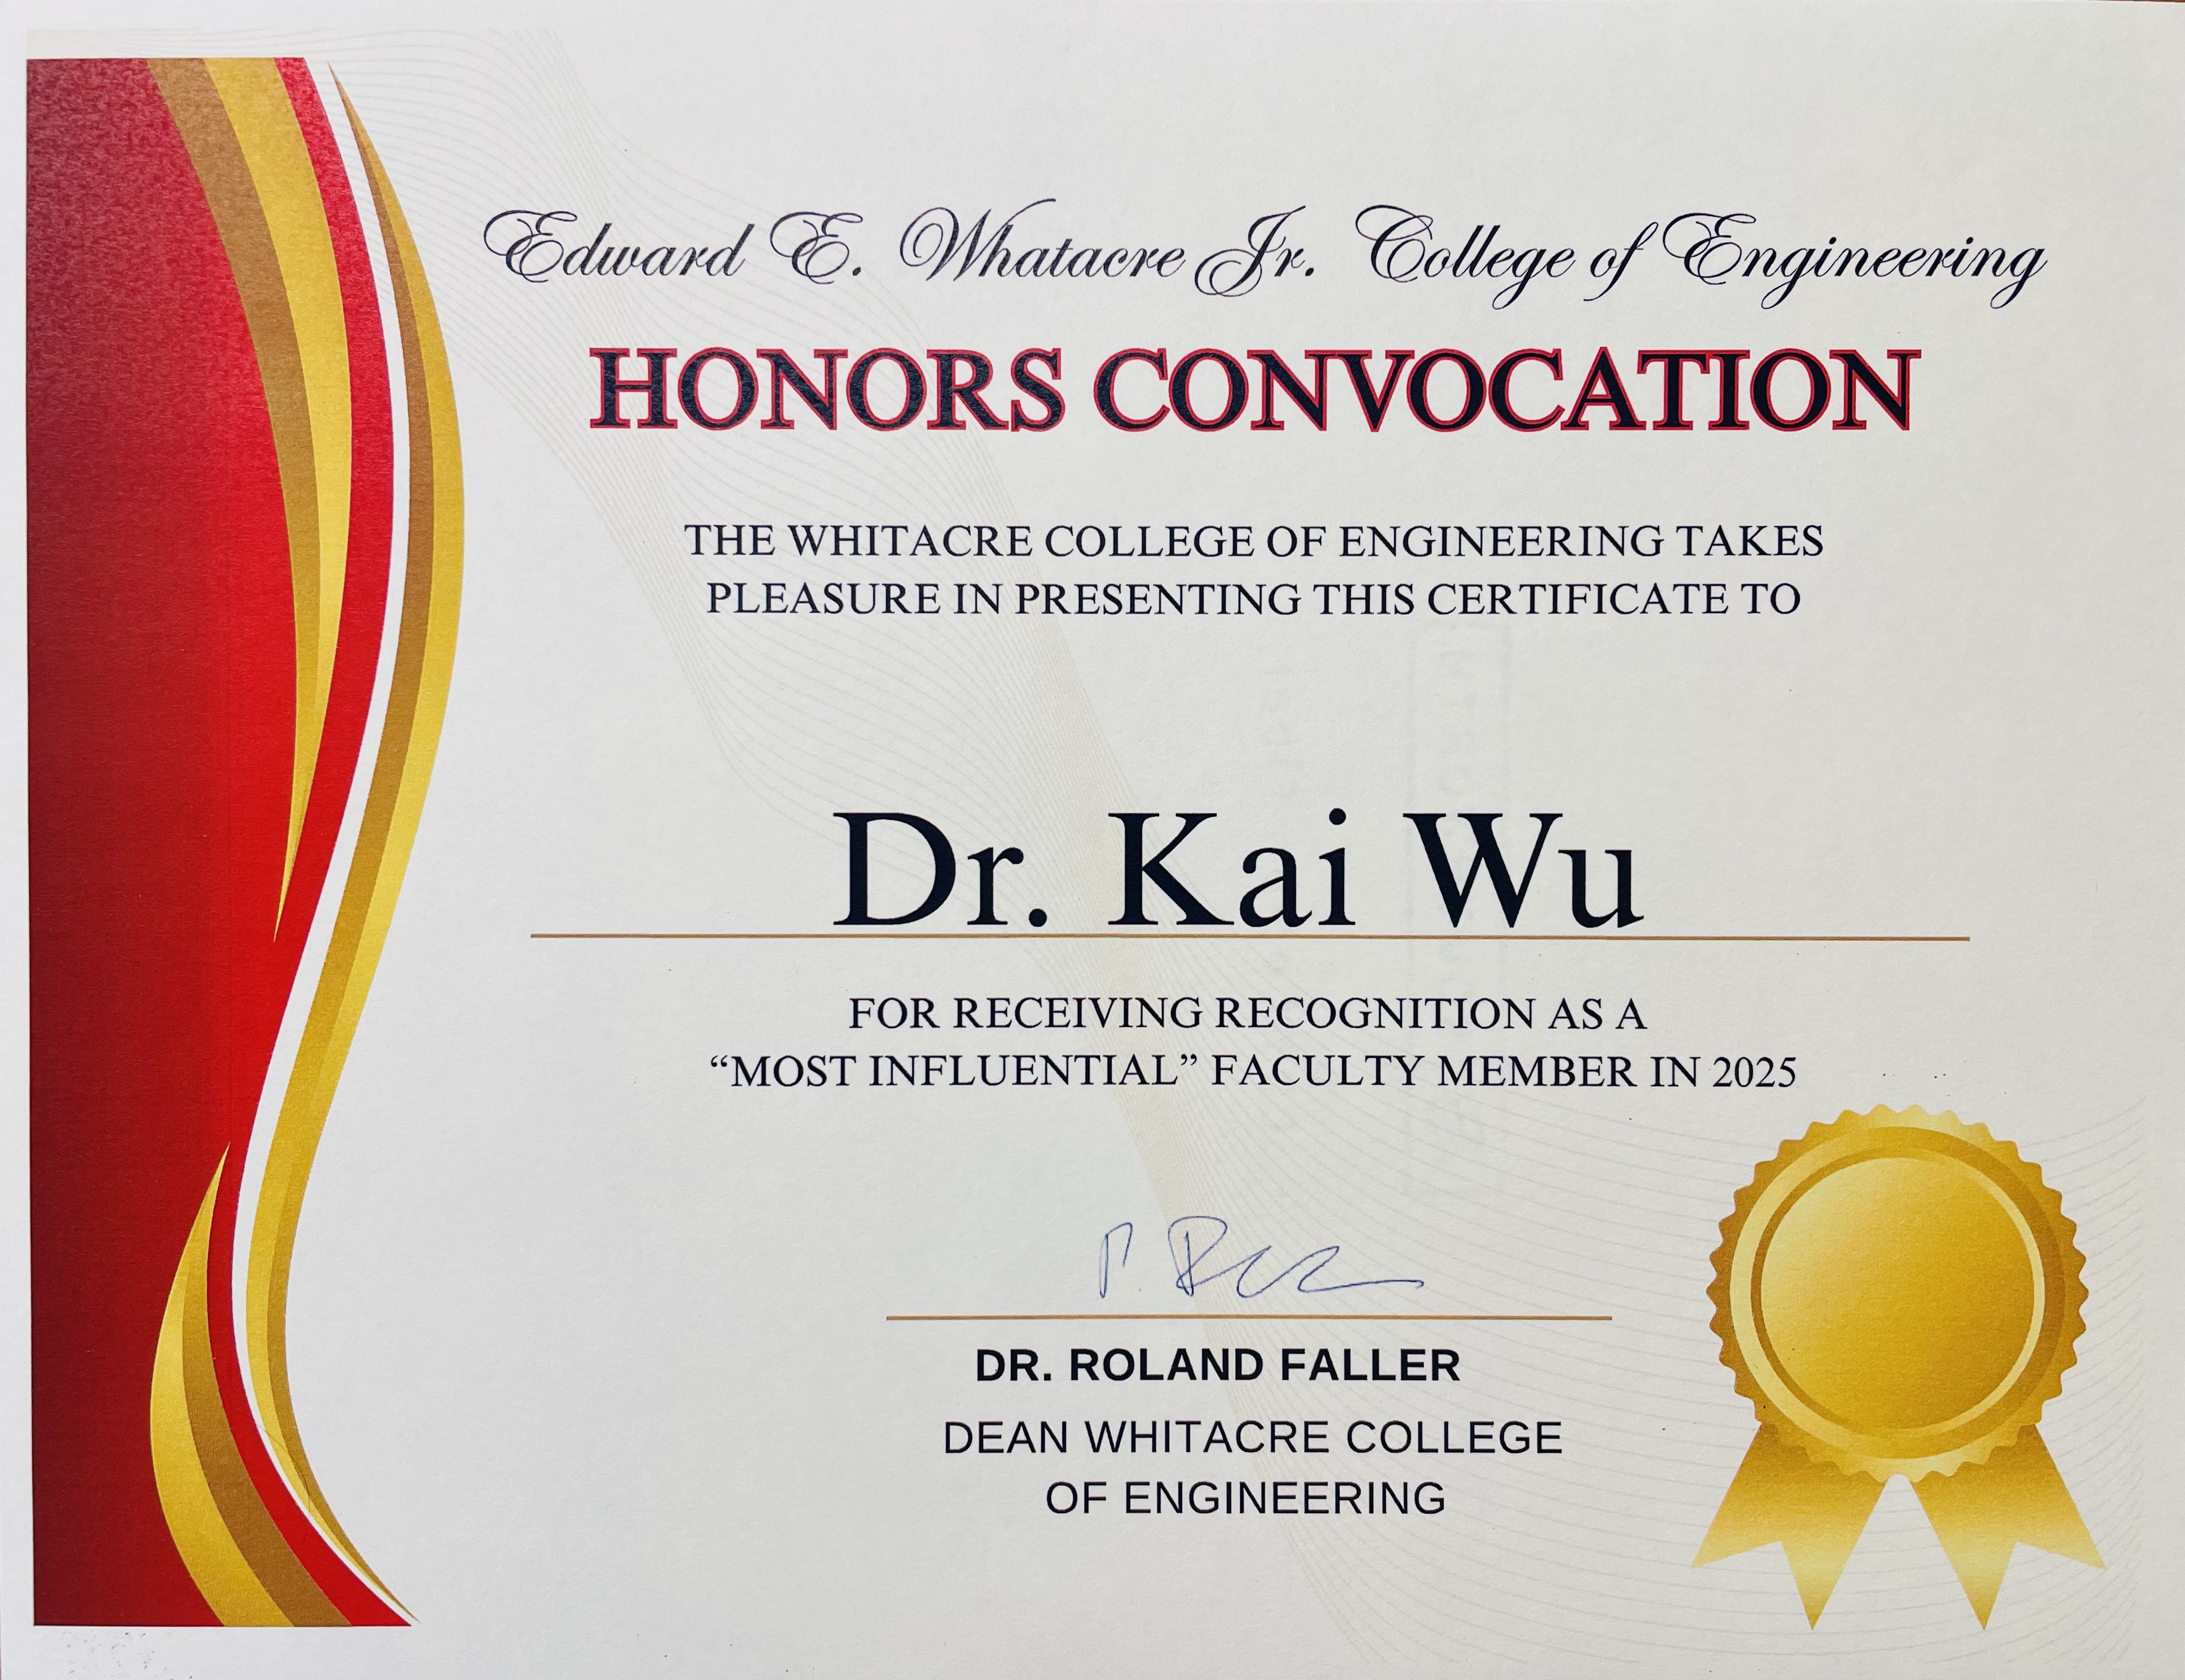 Edward E. Whatacre Jr. College of Engineering
HONORS CONVOCATION
THE WHITACRE COLLEGE OF ENGINEERING TAKES
PLEASURE IN PRESENTING THIS CERTIFICATE TO
Dr. Kai Wu
FOR RECEIVING RECOGNITION AS A
“MOST INFLUENTIAL” FACULTY MEMBER IN 2025
DR. ROLAND FALLER
DEAN WHITACRE COLLEGE
OF ENGINEERING